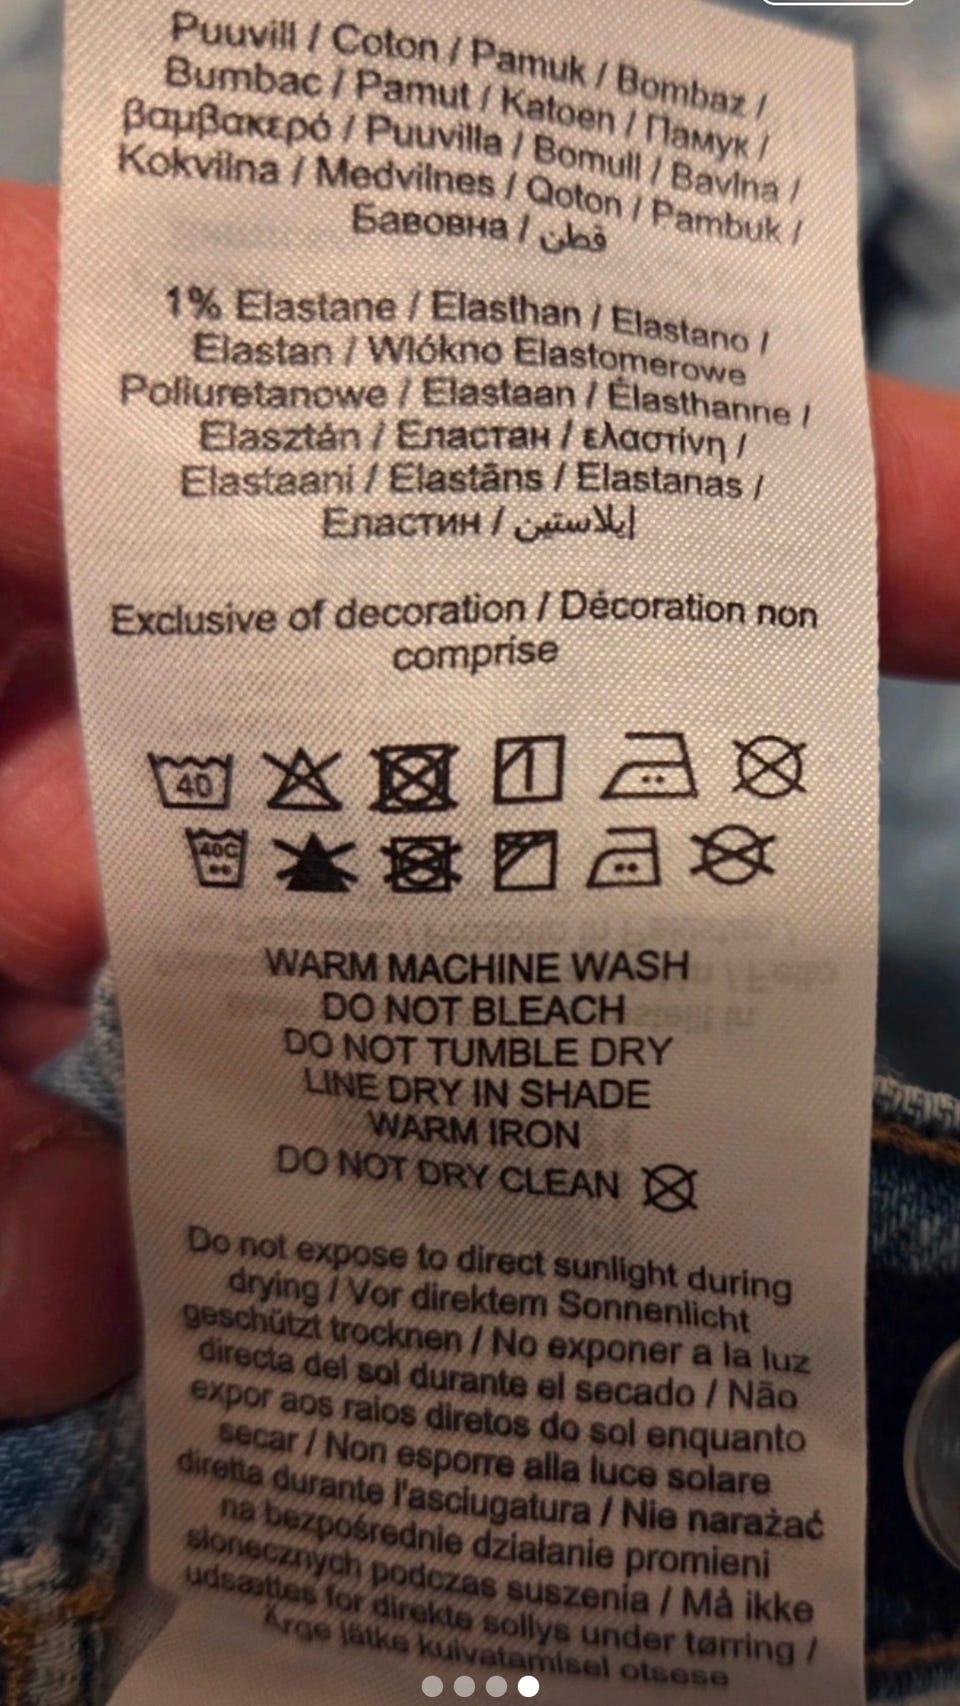 Puuvill / Coton / Pamuk / Bombaž /
Bumbac / Pamut / Katoen / Памук /
βαμβακερό / Puuvilla / Bomull / Bavlna /
Kokvilna / Medvilnes / Qoton / Pambuk /
Бавовна / قطن
1% Elastane / Elasthan / Elastano /
Elastan / Włókno Elastomerowe
Poliuretanowe / Elastaan / Élasthanne /
Elasztán / Еластан / ελαστίνη /
Elastaani / Elastāns / Elastanas /
Еластин / إيلاستين
Exclusive of decoration / Décoration non
comprise
40
40C
WARM MACHINE WASH
DO NOT BLEACH
DO NOT TUMBLE DRY
LINE DRY IN SHADE
WARM IRON
DO NOT DRY CLEAN
Do not expose to direct sunlight during
drying / Vor direktem Sonnenlicht
geschützt trocknen / No exponer a la luz
directa del sol durante el secado / Não
expor aos raios diretos do sol enquanto
secar / Non esporre alla luce solare
diretta durante l'asciugatura / Nie narażać
na bezpośrednie działanie promieni
słonecznych podczas suszenia / Må ikke
udsættes for direkte sollys under tørring /
Ärge jätke kuivatamisel otsese